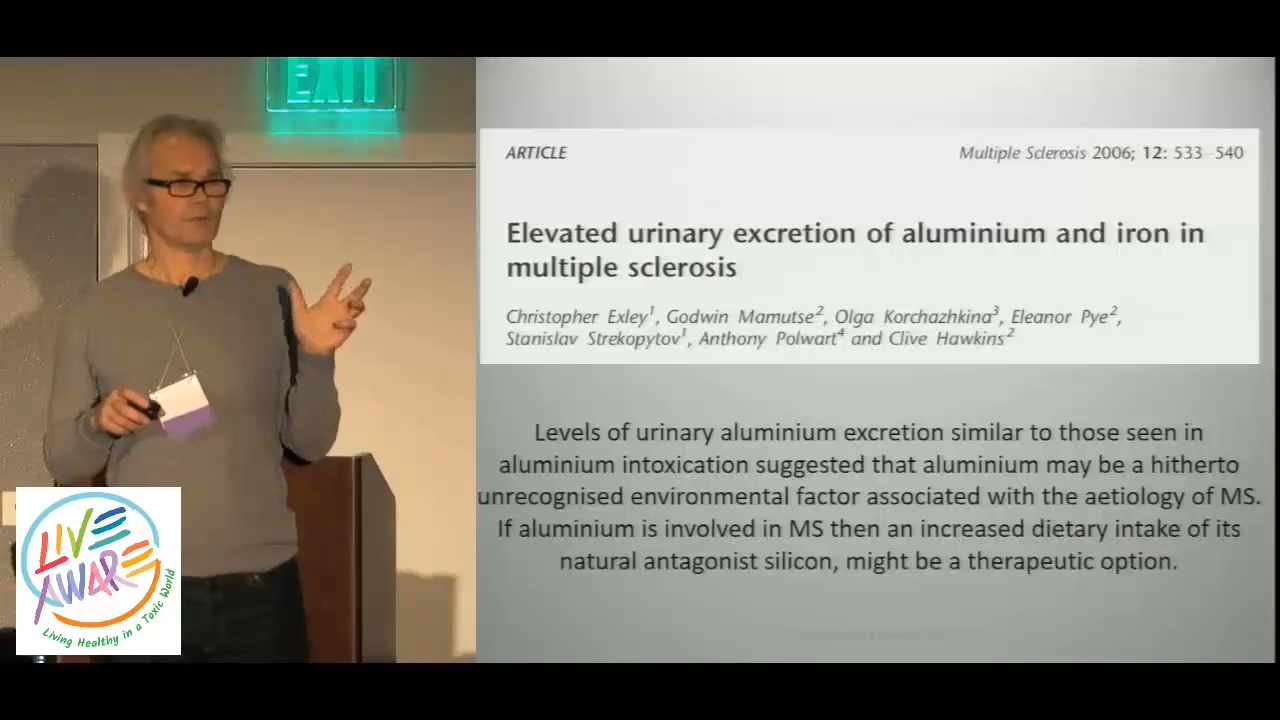 EXIT
ARTICLE
Multiple Sclerosis 2006; 12: 533–540
Elevated urinary excretion of aluminium and iron in
multiple sclerosis
Christopher Exley1, Godwin Mamutse2, Olga Korchazhkina3, Eleanor Pye2,
Stanislav Strekopytov1, Anthony Polwart4 and Clive Hawkins2
Levels of urinary aluminium excretion similar to those seen in
aluminium intoxication suggested that aluminium may be a hitherto
unrecognised environmental factor associated with the aetiology of MS.
If aluminium is involved in MS then an increased dietary intake of its
natural antagonist silicon, might be a therapeutic option.
LIVE
AWARE
Living Healthy in a Toxic World